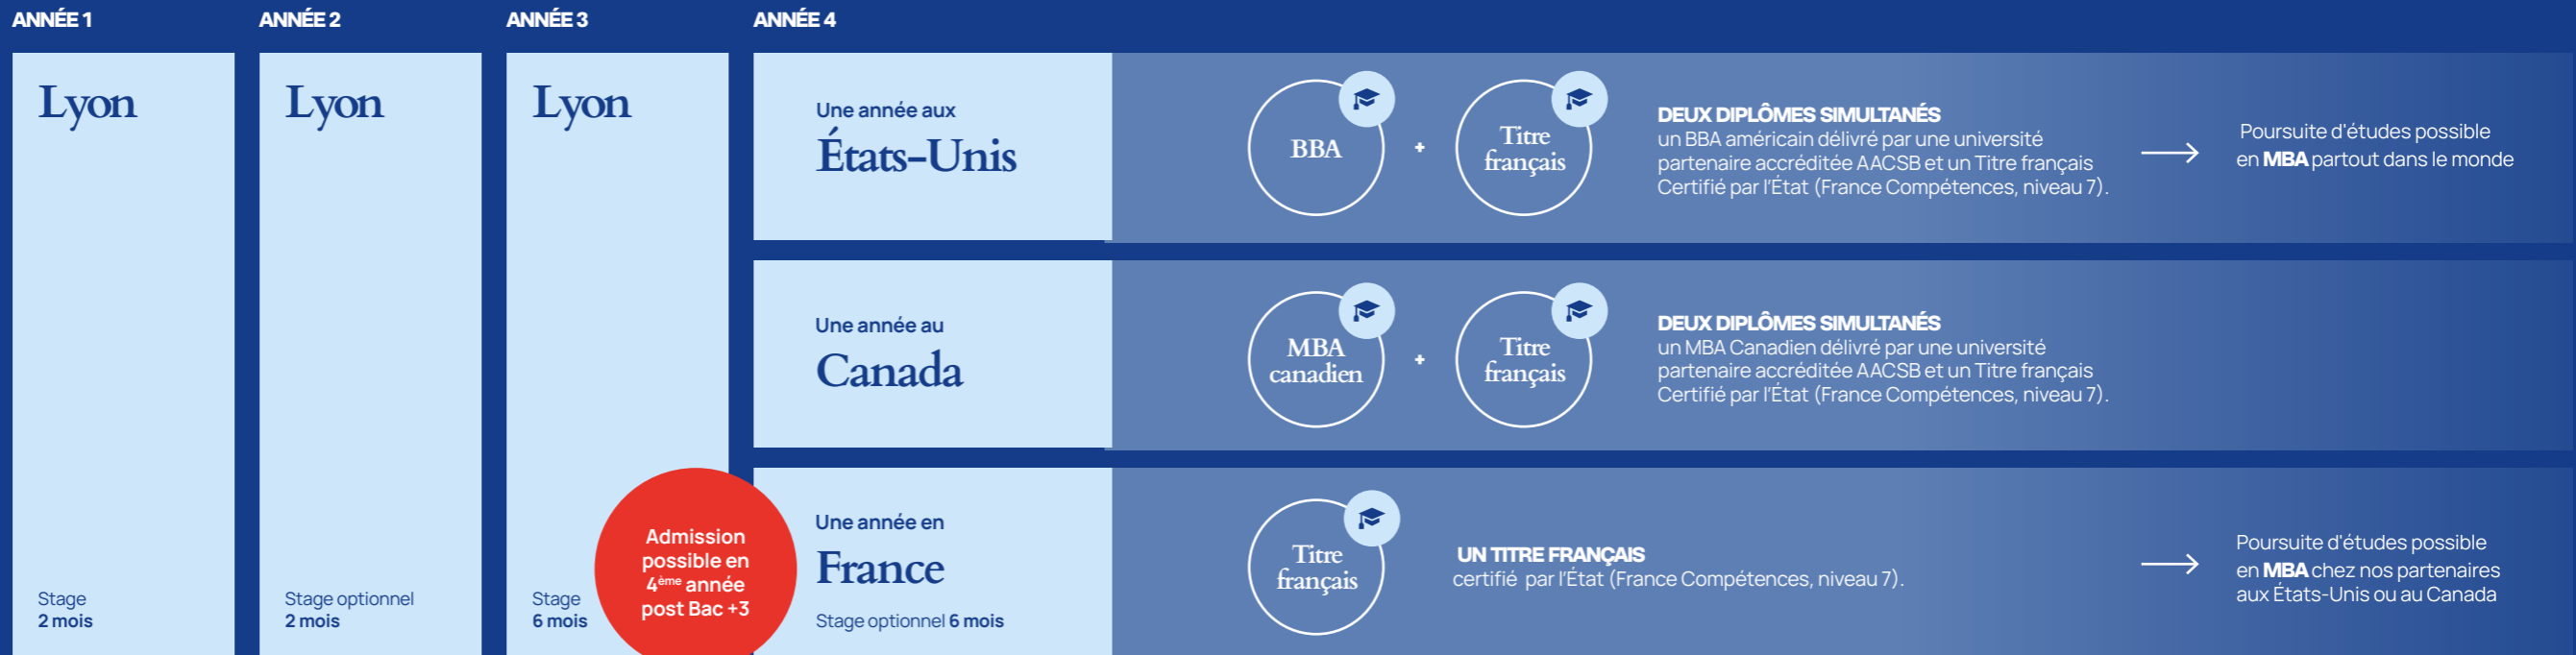 ANNÉE 1
Lyon
Stage
2 mois
ANNÉE 2
Lyon
Stage optionnel
2 mois
ANNÉE 3
Lyon
Stage
6 mois
Admission
possible en
4ème année
post Bac +3
ANNÉE 4
Une année aux
États-Unis
BBA
+
Titre
français
DEUX DIPLÔMES SIMULTANÉS
un BBA américain délivré par une université
partenaire accréditée AACSB et un Titre français
Certifié par l'État (France Compétences, niveau 7).
Poursuite d'études possible
en MBA partout dans le monde
Une année au
Canada
MBA
canadien
+
Titre
français
DEUX DIPLÔMES SIMULTANÉS
un MBA Canadien délivré par une université
partenaire accréditée AACSB et un Titre français
Certifié par l'État (France Compétences, niveau 7).
Une année en
France
Stage optionnel 6 mois
Titre
français
UN TITRE FRANÇAIS
certifié par l'État (France Compétences, niveau 7).
Poursuite d'études possible
en MBA chez nos partenaires
aux États-Unis ou au Canada